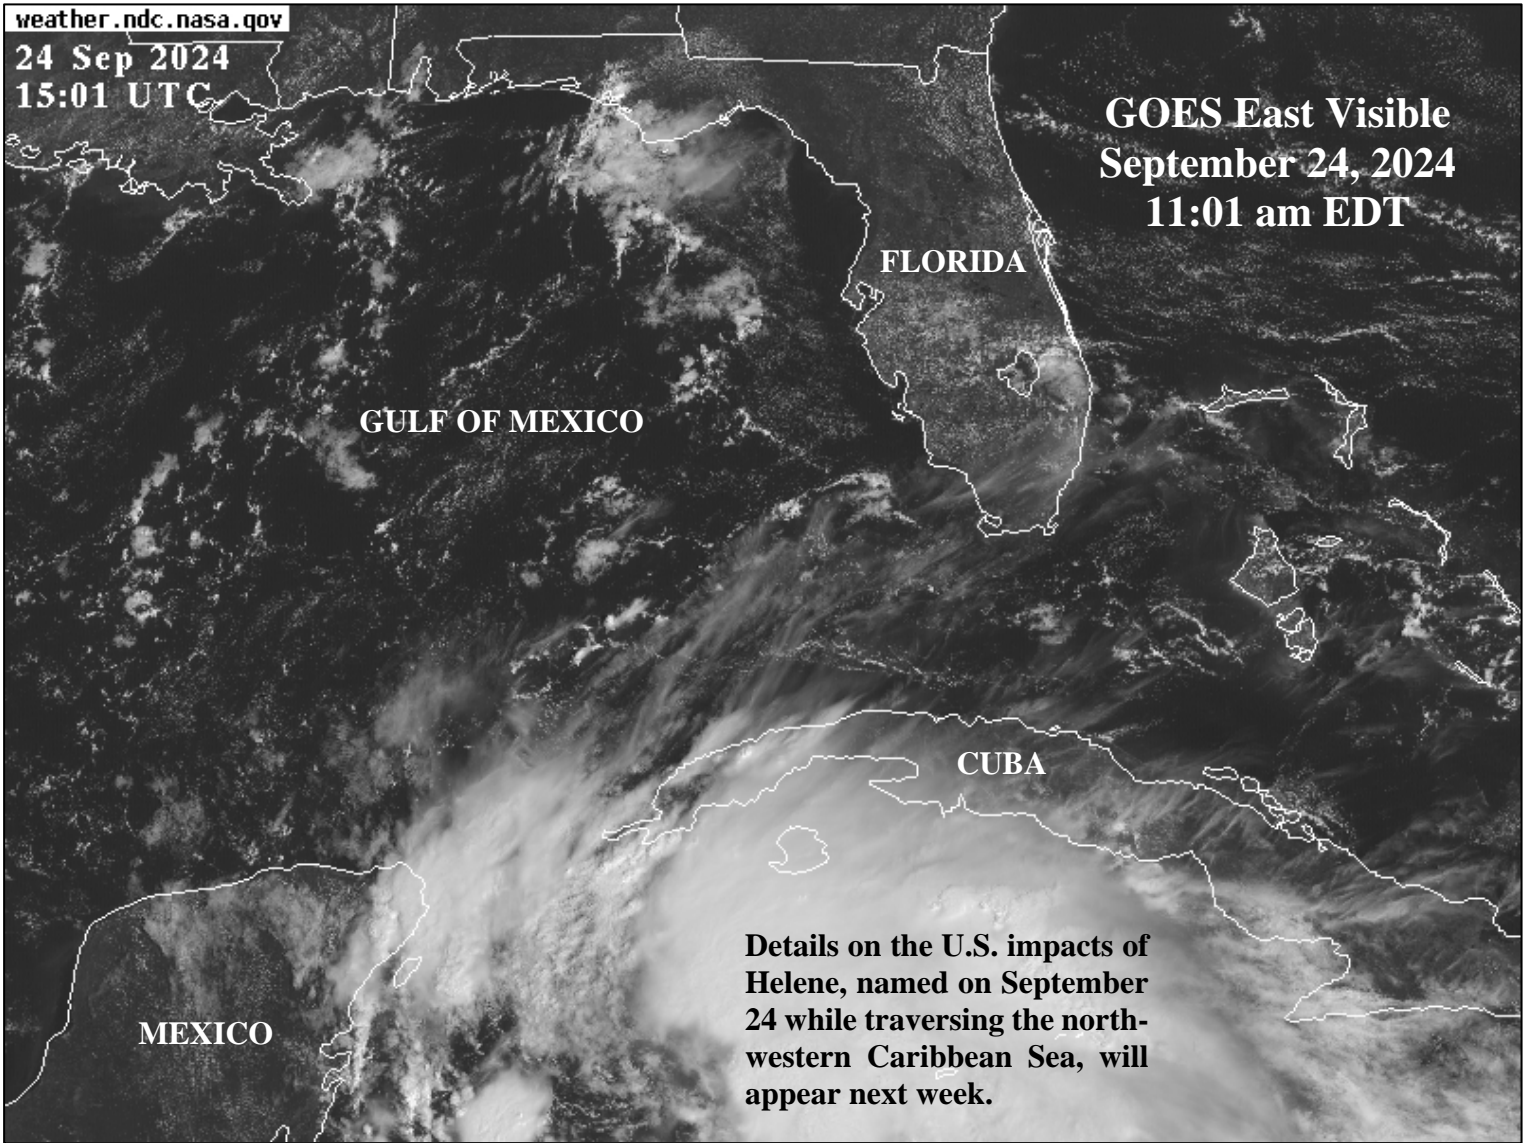 weather.ndc.nasa.gov
24 Sep 2024
15:01 UTC
GOES East Visible
September 24, 2024
11:01 am EDT
FLORIDA
GULF OF MEXICO
CUBA
Details on the U.S. impacts of
Helene, named on September
24 while traversing the north-
western Caribbean Sea, will
appear next week.
MEXICO